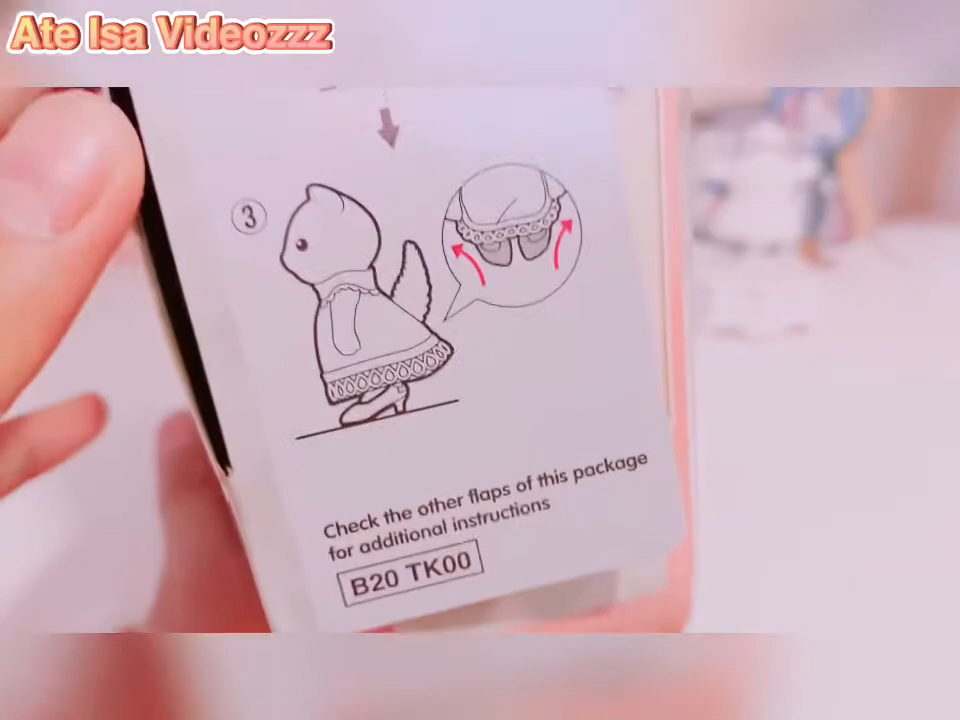 Ate Isa Videozzz
3
Check the other flaps of this package
for additional instructions
B20 TK00